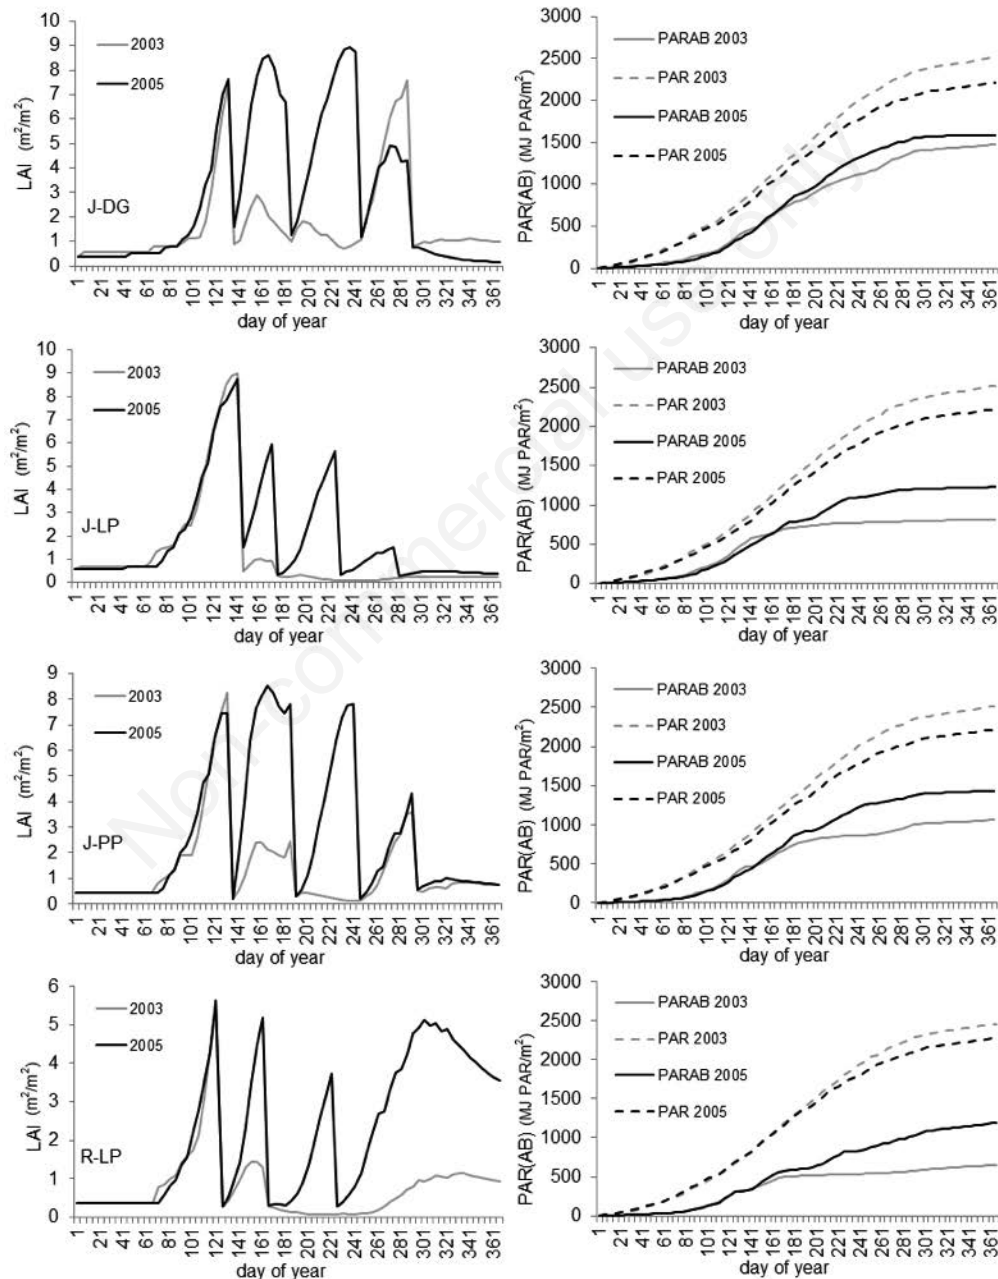 10
9
8
7
6
5
4
3
2
1
0
LAI (m²/m²)
2003
2005
J-DG
1 21 41 61 81 101 121 141 161 181 201 221 241 261 281 301 321 341 361
day of year
3000
2500
2000
1500
1000
500
0
PAR(AB) (MJ PAR/m²)
PARAB 2003
PAR 2003
PARAB 2005
PAR 2005
1 21 41 61 81 101 121 141 161 181 201 221 241 261 281 301 321 341 361
day of year
10
9
8
7
6
5
4
3
2
1
0
LAI (m²/m²)
2003
2005
J-LP
1 21 41 61 81 101 121 141 161 181 201 221 241 261 281 301 321 341 361
day of year
3000
2500
2000
1500
1000
500
0
PAR(AB) (MJ PAR/m²)
PARAB 2003
PAR 2003
PARAB 2005
PAR 2005
1 21 41 61 81 101 121 141 161 181 201 221 241 261 281 301 321 341 361
day of year
9
8
7
6
5
4
3
2
1
0
LAI (m²/m²)
2003
2005
J-PP
1 21 41 61 81 101 121 141 161 181 201 221 241 261 281 301 321 341 361
day of year
3000
2500
2000
1500
1000
500
0
PAR(AB) (MJ PAR/m²)
PARAB 2003
PAR 2003
PARAB 2005
PAR 2005
1 21 41 61 81 101 121 141 161 181 201 221 241 261 281 301 321 341 361
day of year
6
5
4
3
2
1
0
LAI (m²/m²)
2003
2005
R-LP
1 21 41 61 81 101 121 141 161 181 201 221 241 261 281 301 321 341 361
day of year
3000
2500
2000
1500
1000
500
0
PAR(AB) (MJ PAR/m²)
PARAB 2003
PAR 2003
PARAB 2005
PAR 2005
1 21 41 61 81 101 121 141 161 181 201 221 241 261 281 301 321 341 361
day of year
Non-commercial use only